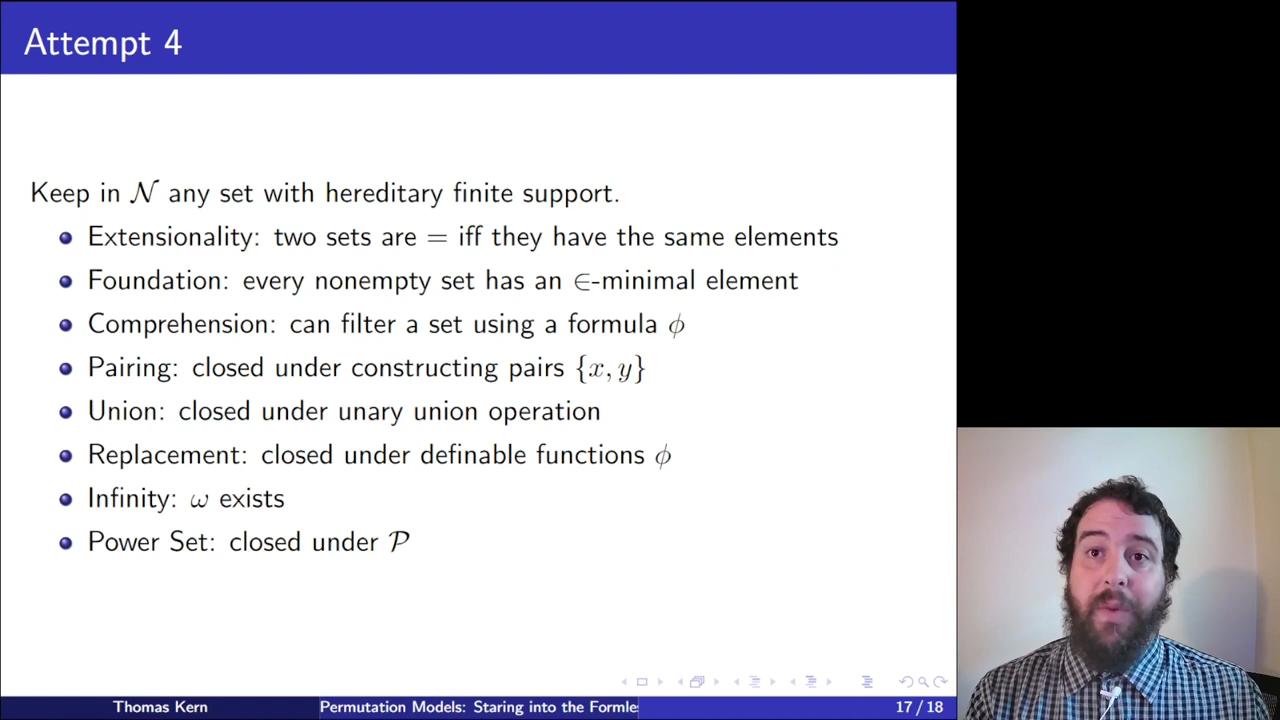 Attempt 4
Keep in 𝒩 any set with hereditary finite support.
Extensionality: two sets are = iff they have the same elements
Foundation: every nonempty set has an ∈-minimal element
Comprehension: can filter a set using a formula ϕ
Pairing: closed under constructing pairs {x, y}
Union: closed under unary union operation
Replacement: closed under definable functions ϕ
Infinity: ω exists
Power Set: closed under 𝒫
Thomas Kern
Permutation Models: Staring into the Formle
17 / 18